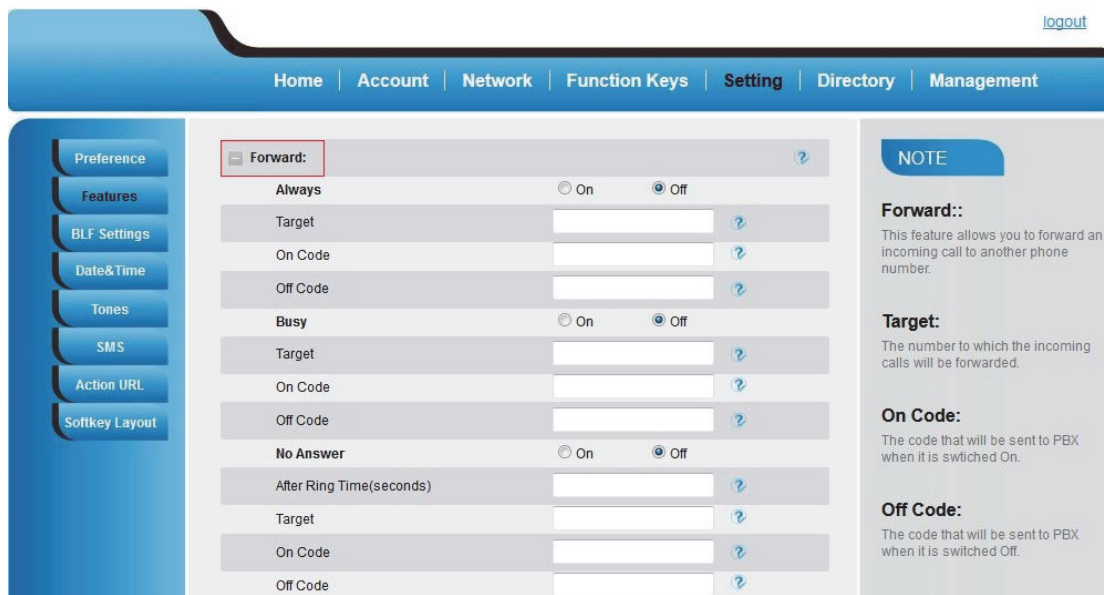 logout
Home | Account | Network | Function Keys | Setting | Directory | Management
Preference
Features
BLF Settings
Date&Time
Tones
SMS
Action URL
Softkey Layout
Forward:
Always On Off
Target
On Code
Off Code
Busy On Off
Target
On Code
Off Code
No Answer On Off
After Ring Time(seconds)
Target
On Code
Off Code
NOTE
Forward::
This feature allows you to forward an
incoming call to another phone
number.
Target:
The number to which the incoming
calls will be forwarded.
On Code:
The code that will be sent to PBX
when it is swtiched On.
Off Code:
The code that will be sent to PBX
when it is switched Off.